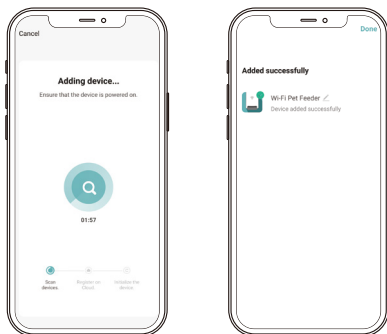 Cancel
Adding device...
Ensure that the device is powered on.
01:57
Scan
devices.
Register on
Cloud.
Initialize the
device.
Done
Added successfully
Wi-Fi Pet Feeder
Device added successfully